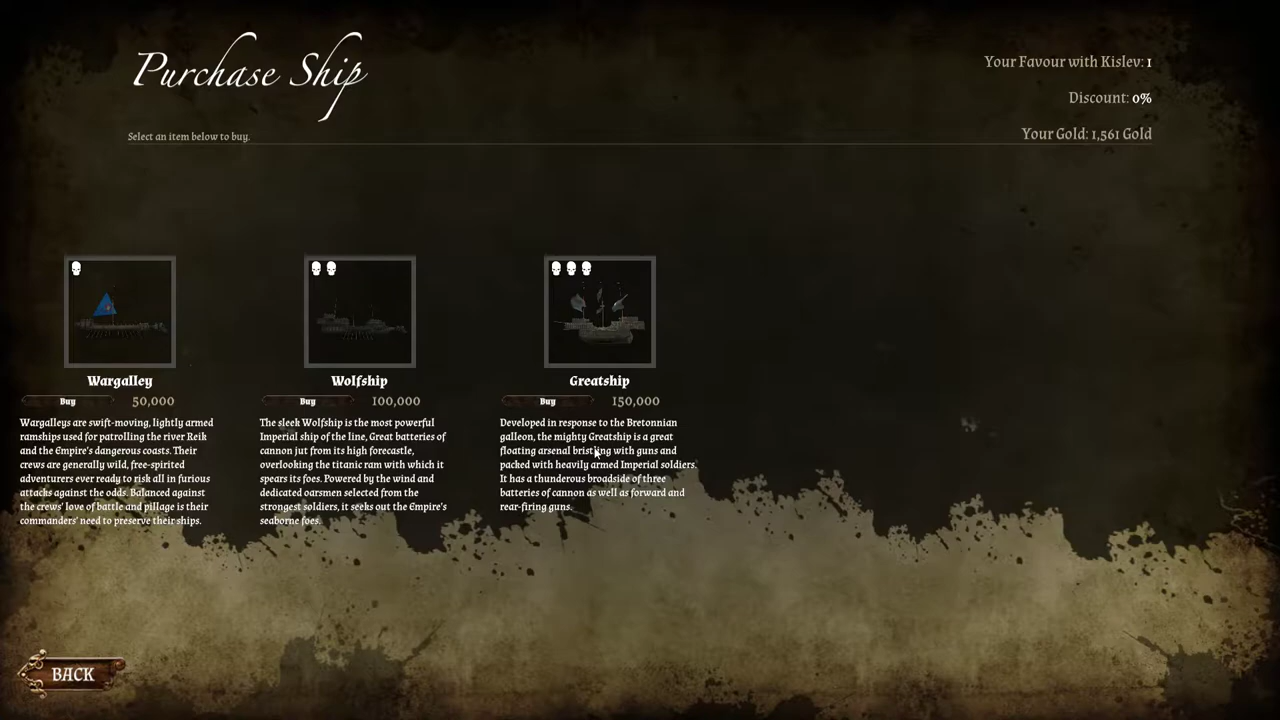 Purchase Ship
Select an item below to buy.
Your Favour with Kislev: 1
Discount: 0%
Your Gold: 1,561 Gold
Wargalley
Buy 50,000
Wargalleys are swift-moving, lightly armed
ramships used for patrolling the river Reik
and the Empire's dangerous coasts. Their
crews are generally wild, free-spirited
adventurers ever ready to risk all in furious
attacks against the odds. Balanced against
the crews' love of battle and pillage is their
commanders' need to preserve their ships.
Wolfship
Buy 100,000
The sleek Wolfship is the most powerful
Imperial ship of the line, Great batteries of
cannon jut from its high forecastle,
overlooking the titanic ram with which it
spears its foes. Powered by the wind and
dedicated oarsmen selected from the
strongest soldiers, it seeks out the Empire's
seaborne foes.
Greatship
Buy 150,000
Developed in response to the Bretonnian
galleon, the mighty Greatship is a great
floating arsenal bristling with guns and
packed with heavily armed Imperial soldiers.
It has a thunderous broadside of three
batteries of cannon as well as forward and
rear-firing guns.
BACK